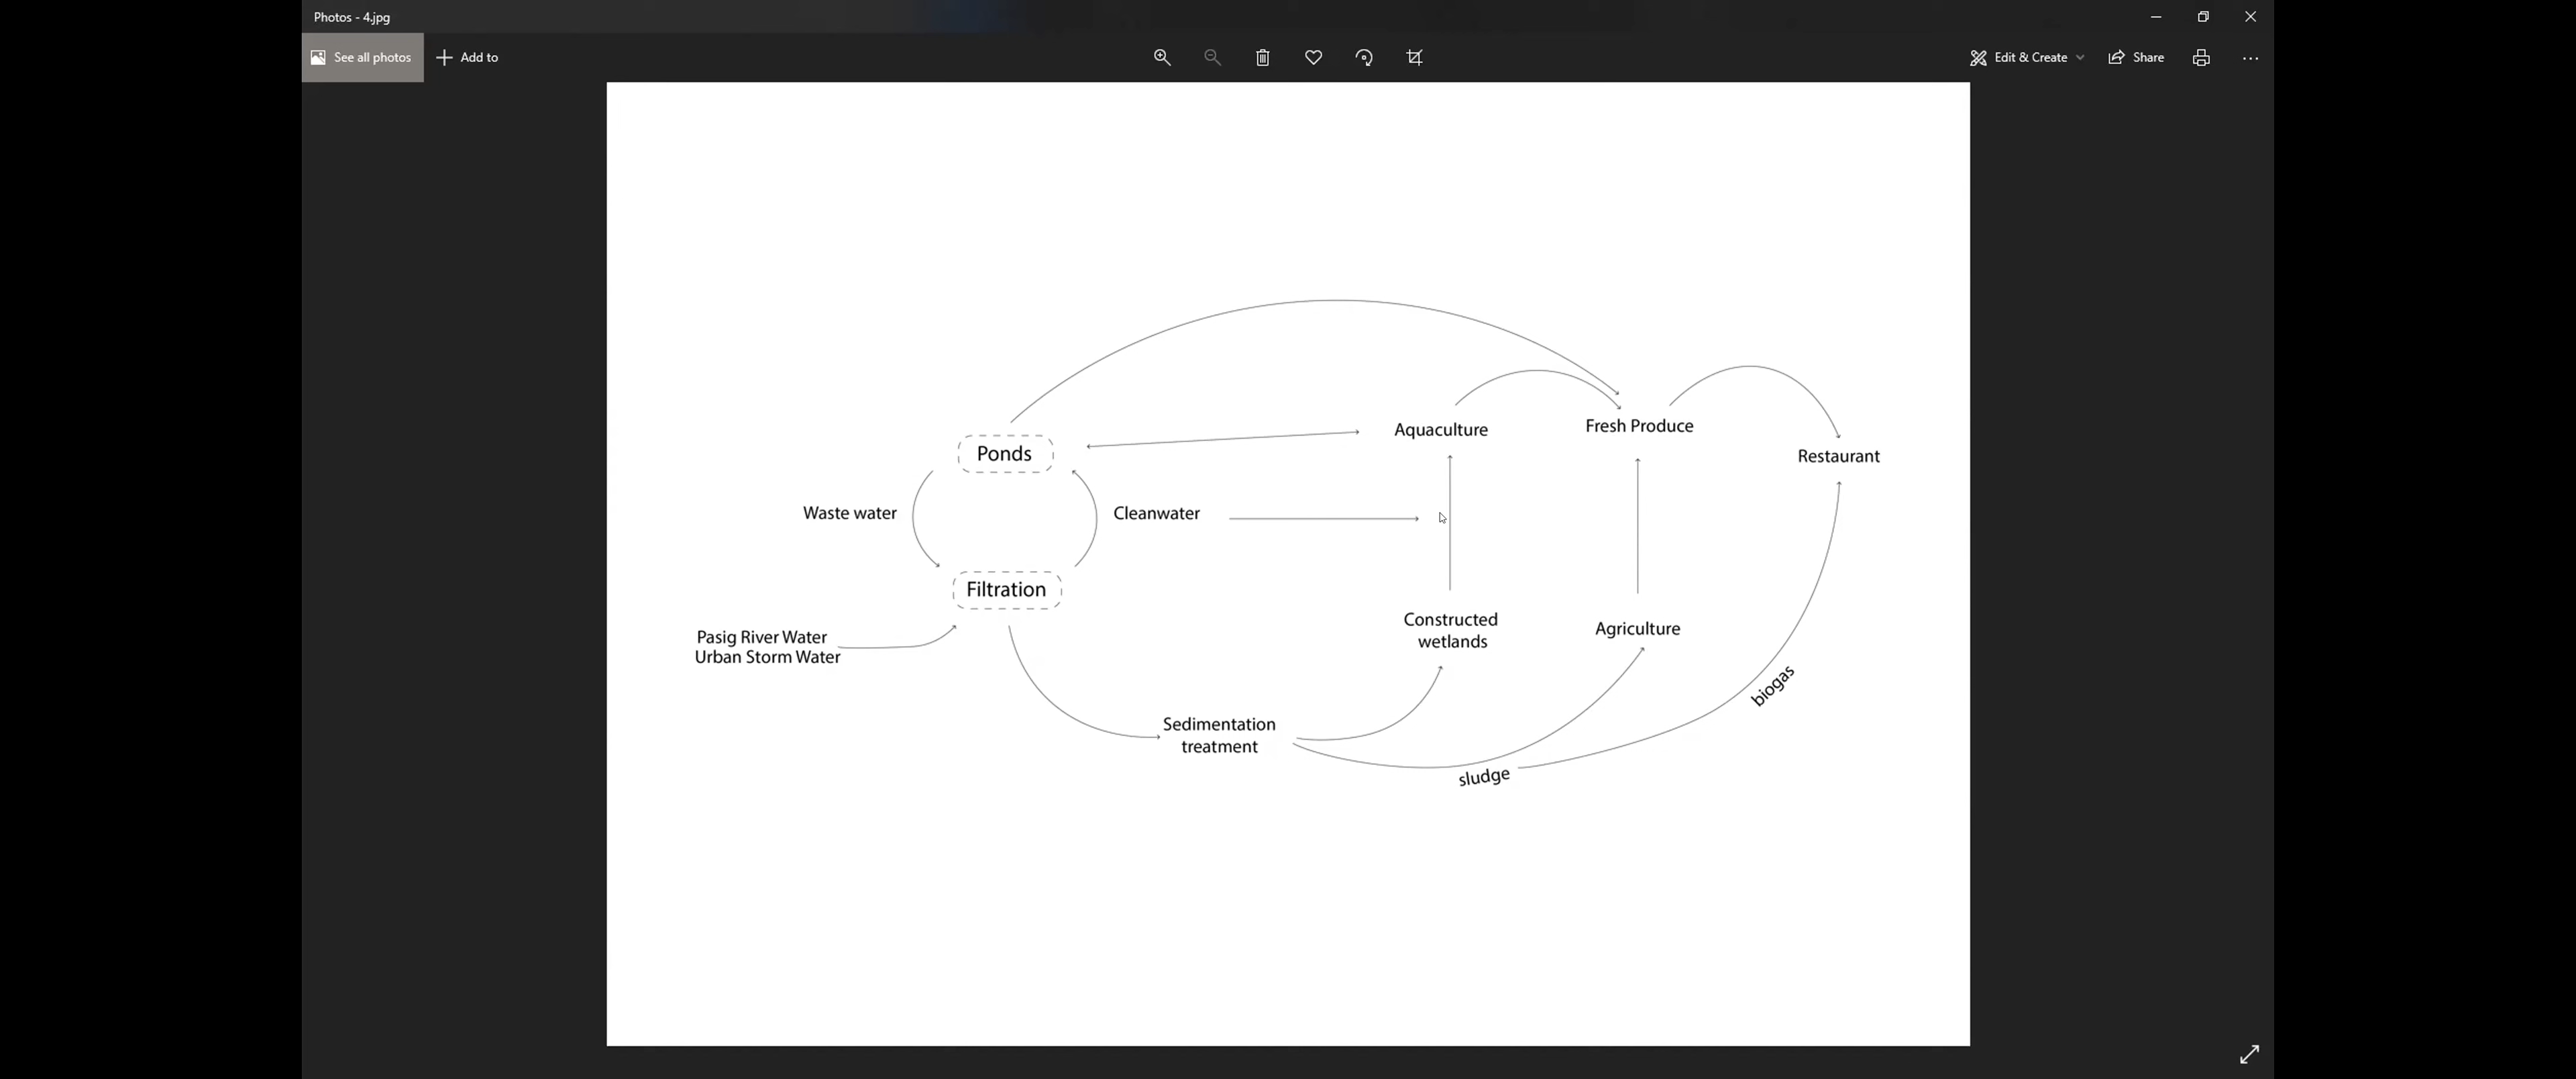 Photos - 4.jpg
See all photos
Add to
Edit & Create
Share
Aquaculture
Fresh Produce
Ponds
Restaurant
Waste water
Cleanwater
Filtration
Pasig River Water
Urban Storm Water
Constructed
wetlands
Agriculture
biogas
Sedimentation
treatment
sludge